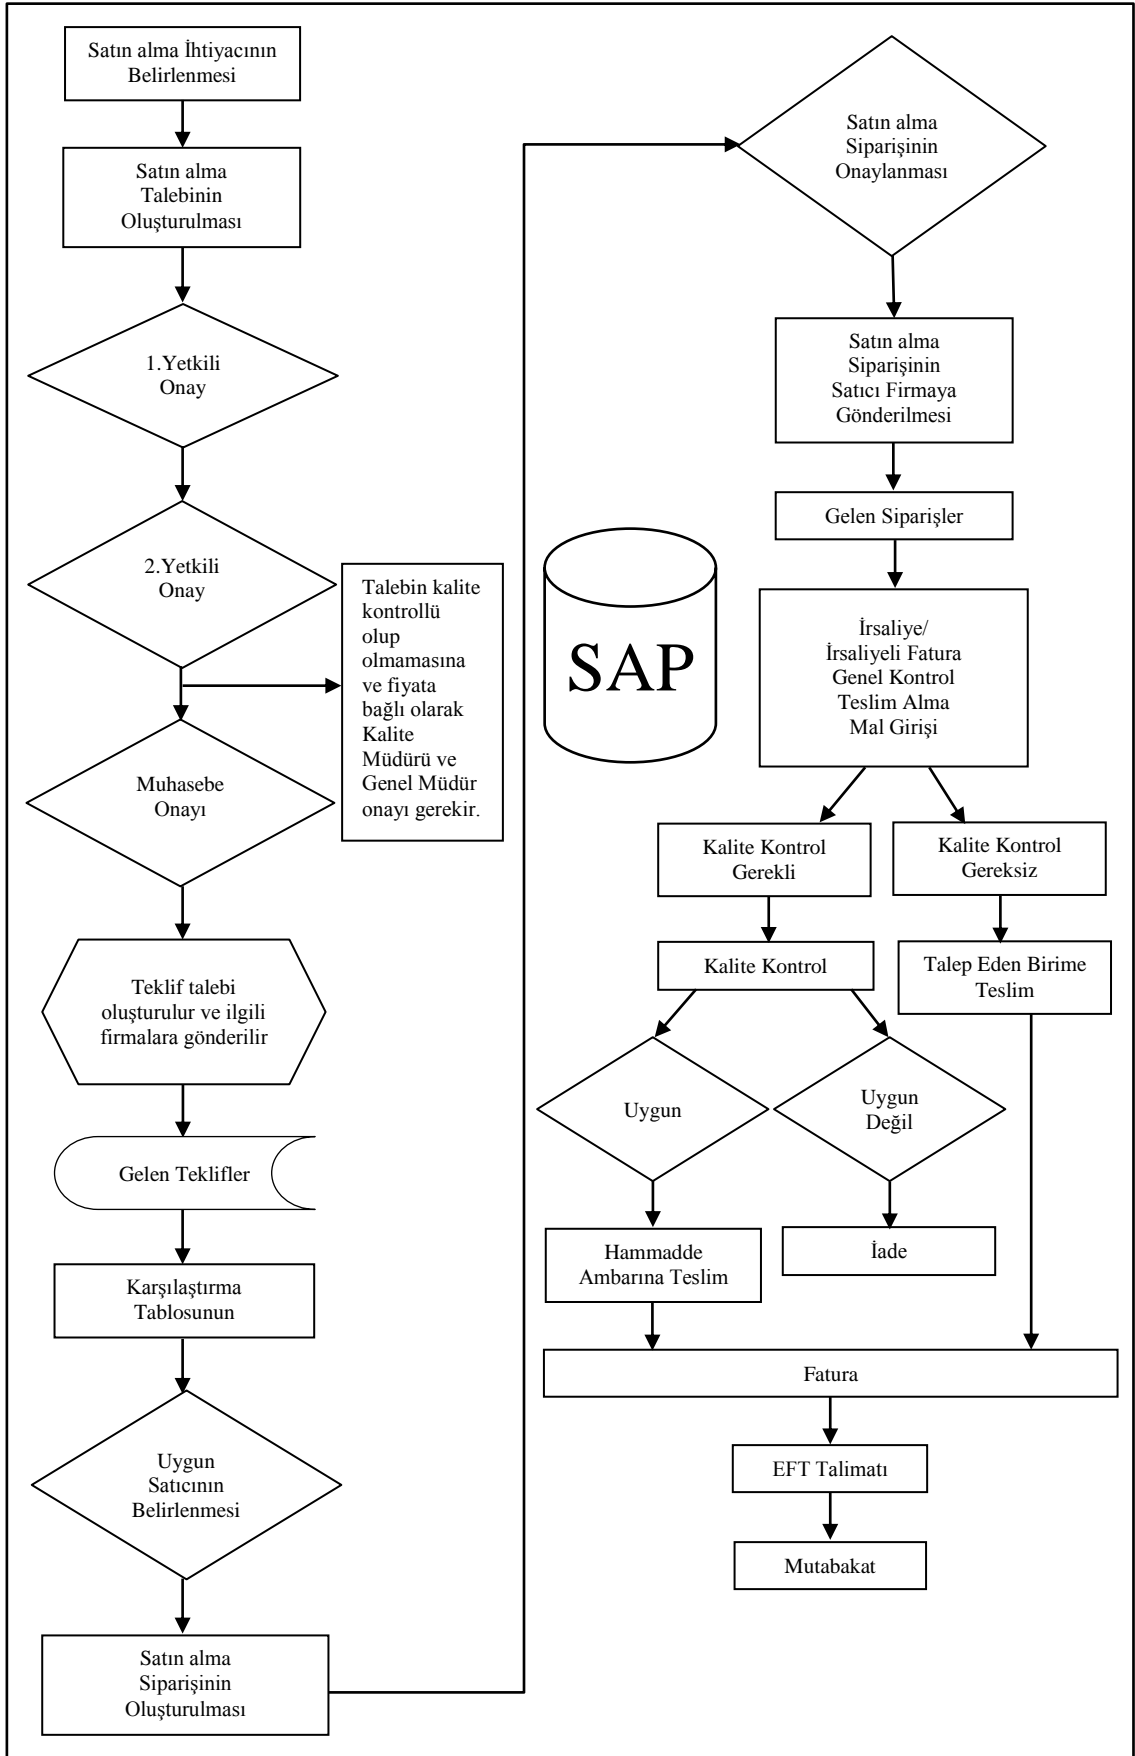 Satın alma İhtiyacının
Belirlenmesi
Satın alma
Talebinin
Oluşturulması
1.Yetkili
Onay
2.Yetkili
Onay
Talebin kalite
kontrollü
olup
olmamasına
ve fiyata
bağlı olarak
Kalite
Müdürü ve
Genel Müdür
onayı gerekir.
Muhasebe
Onayı
Teklif talebi
oluşturulur ve ilgili
firmalara gönderilir
Gelen Teklifler
Karşılaştırma
Tablosunun
Uygun
Satıcının
Belirlenmesi
Satın alma
Siparişinin
Oluşturulması
Satın alma
Siparişinin
Onaylanması
Satın alma
Siparişinin
Satıcı Firmaya
Gönderilmesi
Gelen Siparişler
SAP
İrsaliye/
İrsaliyeli Fatura
Genel Kontrol
Teslim Alma
Mal Girişi
Kalite Kontrol
Gerekli
Kalite Kontrol
Gereksiz
Kalite Kontrol
Talep Eden Birime
Teslim
Uygun
Uygun
Değil
Hammadde
Ambarına Teslim
İade
Fatura
EFT Talimatı
Mutabakat